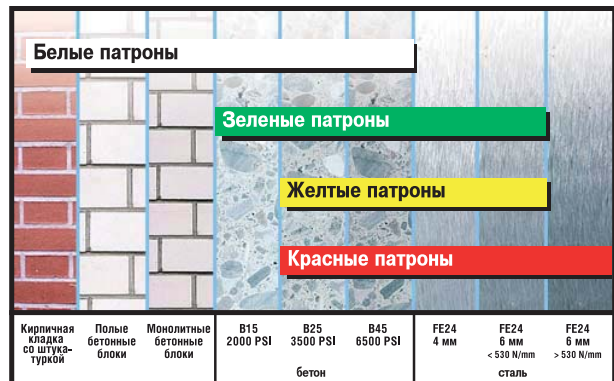 Белые патроны
Зеленые патроны
Желтые патроны
Красные патроны
Кирпичная
кладка
со штука-
туркой
Полые
бетонные
блоки
Монолитные
бетонные
блоки
B15
2000 PSI
B25
3500 PSI
B45
6500 PSI
бетон
FE24
4 мм
FE24
6 мм
< 530 N/mm
FE24
6 мм
> 530 N/mm
сталь